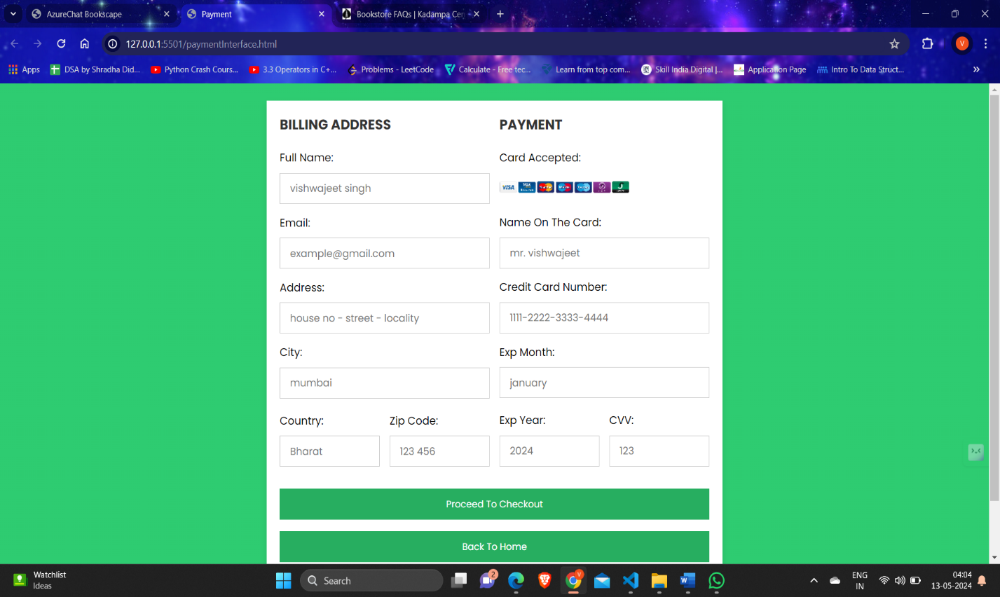 AzureChat Bookscape
Payment
Bookstore FAQs | Kadampa Cen
127.0.0.1:5501/paymentInterface.html
V
Apps
DSA by Shradha Did...
Python Crash Cours...
3.3 Operators in C+...
Problems - LeetCode
Calculate - Free tec...
Learn from top com...
Skill India Digital |...
Application Page
Intro To Data Struct...
»
BILLING ADDRESS
Full Name:
vishwajeet singh
Email:
example@gmail.com
Address:
house no - street - locality
City:
mumbai
Country:
Zip Code:
Bharat
123 456
PAYMENT
Card Accepted:
VISA
Name On The Card:
mr. vishwajeet
Credit Card Number:
1111-2222-3333-4444
Exp Month:
january
Exp Year:
CVV:
2024
123
Proceed To Checkout
Back To Home
Watchlist
Ideas
Search
2
V
ENG
IN
04:04
13-05-2024